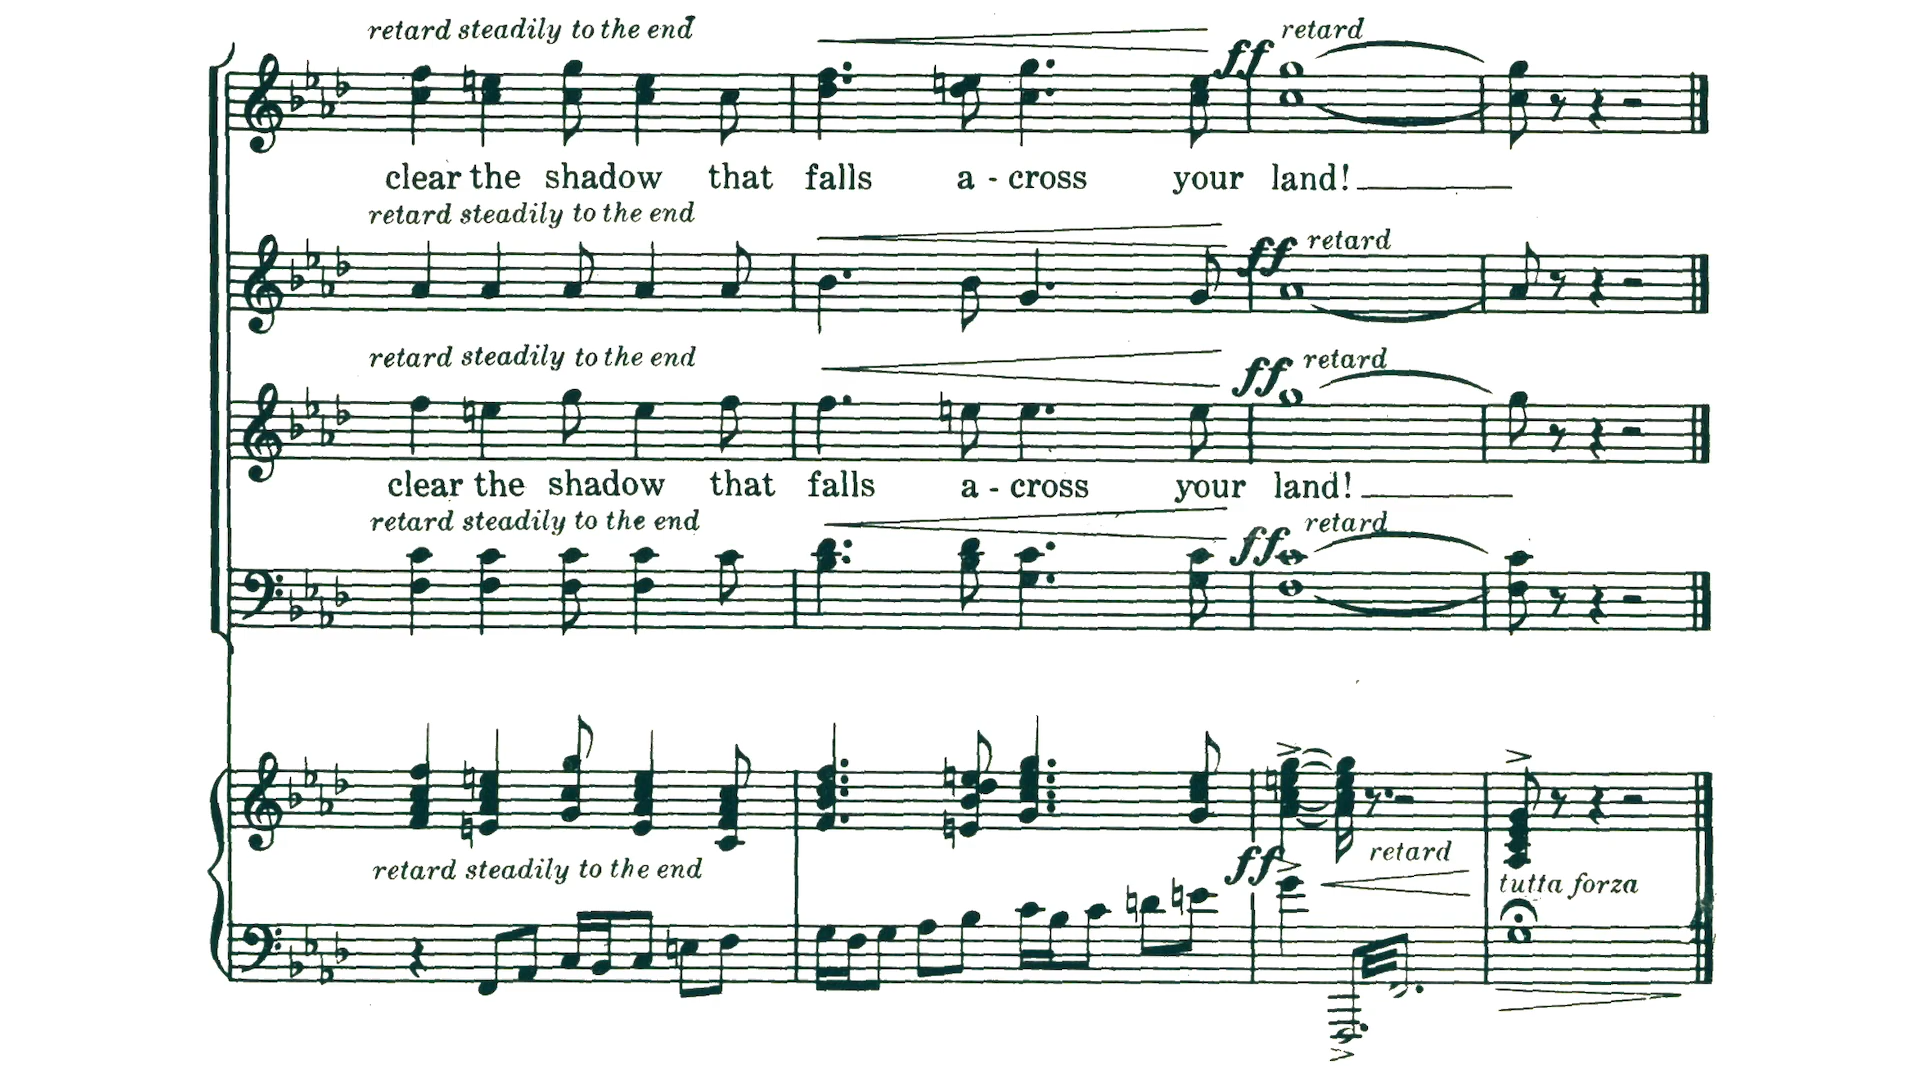 retard steadily to the end
ff retard
clear the shadow that falls a - cross your land!
retard steadily to the end
ff retard
retard steadily to the end
ff retard
clear the shadow that falls a - cross your land!
retard steadily to the end
ff retard
retard steadily to the end
ff retard
tutta forza